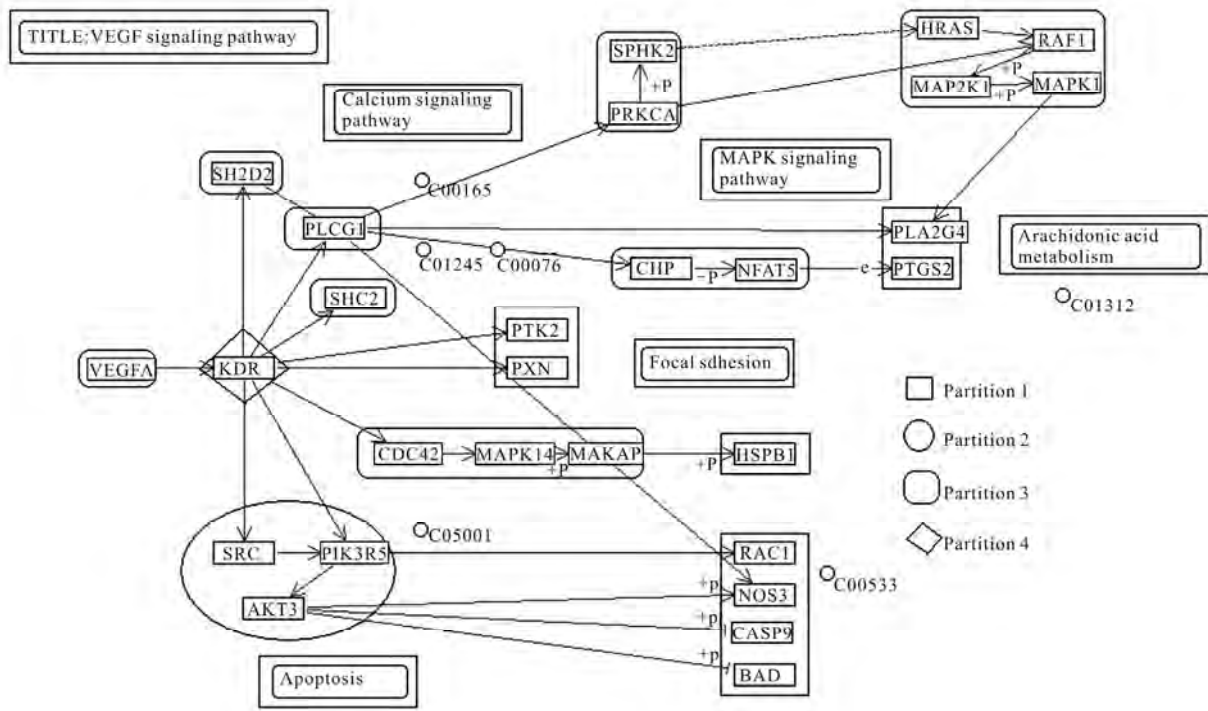 TITLE;VEGF signaling pathway
SPHK2
+P
PRKCA
HRAS
RAF1
+P
MAP2K1
+P
MAPK1
Calcium signaling
pathway
MAPK signaling
pathway
SH2D2
C00165
PLCG1
C01245
C00076
CHP
-P
NFAT5
e
PLA2G4
PTGS2
Arachidonic acid
metabolism
C01312
SHC2
PTK2
PXN
Focal sdhesion
VEGFA
KDR
CDC42
MAPK14
+P
MAKAP
+P
HSPB1
Partition 1
Partition 2
Partition 3
Partition 4
SRC
PIK3R5
C05001
AKT3
RAC1
+p
NOS3
+p
CASP9
+p
BAD
C00533
Apoptosis